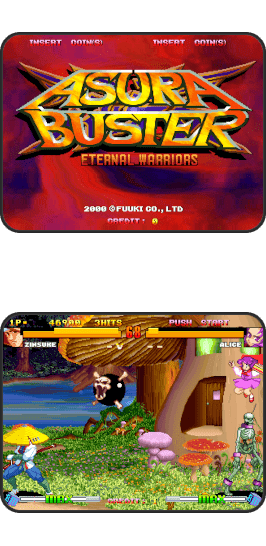 INSERT COIN(S) INSERT COIN(S)
ASURA
BUSTER
ETERNAL WARRIORS
2000 © FUUKI CO., LTD
CREDIT: 0
1P= 46900 3HITS PUSH START
68
ZINSUKE ALICE
MAX MAX